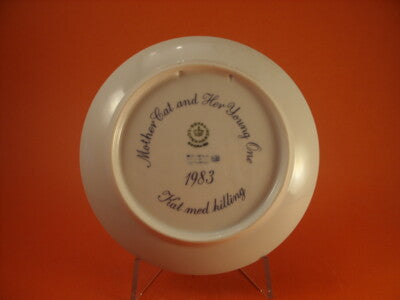 Mother Cat and Her Young One
1983
Kat med killing